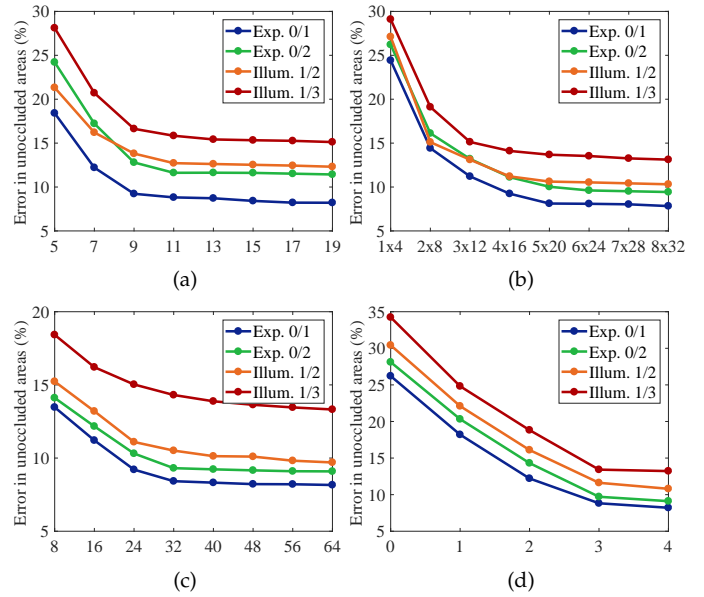 30
25
20
15
10
5
Error in unoccluded areas (%)
Exp. 0/1
Exp. 0/2
Illum. 1/2
Illum. 1/3
5 7 9 11 13 15 17 19
(a)
30
25
20
15
10
5
Error in unoccluded areas (%)
Exp. 0/1
Exp. 0/2
Illum. 1/2
Illum. 1/3
1x4 2x8 3x12 4x16 5x20 6x24 7x28 8x32
(b)
20
15
10
5
Error in unoccluded areas (%)
Exp. 0/1
Exp. 0/2
Illum. 1/2
Illum. 1/3
8 16 24 32 40 48 56 64
(c)
35
30
25
20
15
10
5
Error in unoccluded areas (%)
Exp. 0/1
Exp. 0/2
Illum. 1/2
Illum. 1/3
0 1 2 3 4
(d)